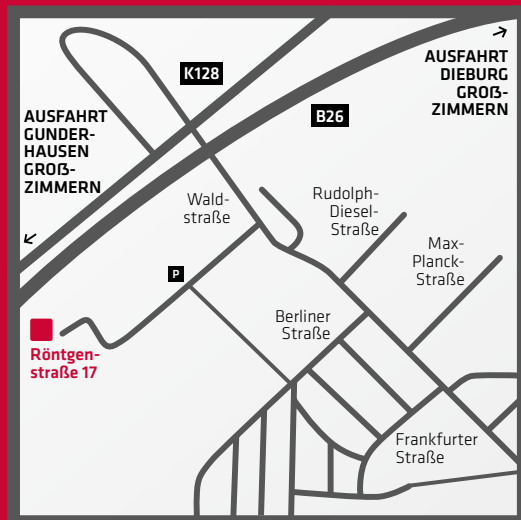 K128
AUSFAHRT
DIEBURG
GROẞ-
ZIMMERN
AUSFAHRT
GUNDER-
HAUSEN
GROẞ-
ZIMMERN
B26
Wald-
straße
Rudolph-
Diesel-
Straße
Max-
Planck-
Straße
P
Berliner
Straße
Röntgen-
straße 17
Frankfurter
Straße